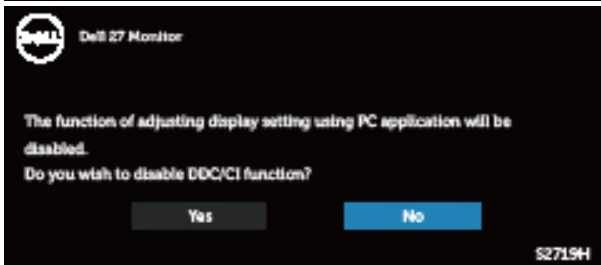 DELL
Dell 27 Monitor
The function of adjusting display setting using PC application will be
disabled.
Do you wish to disable DDC/CI function?
Yes
No
S2719H